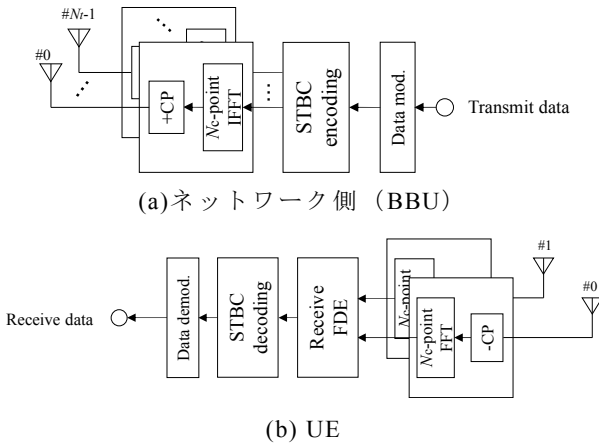 #Nt-1
#0
+CP
Nc-point
IFFT
STBC
encoding
Data mod.
Transmit data
(a)ネットワーク側（BBU）
Receive data
Data demod.
STBC
decoding
Receive
FDE
Nc-point
Nc-point
FFT
-CP
#1
#0
(b) UE